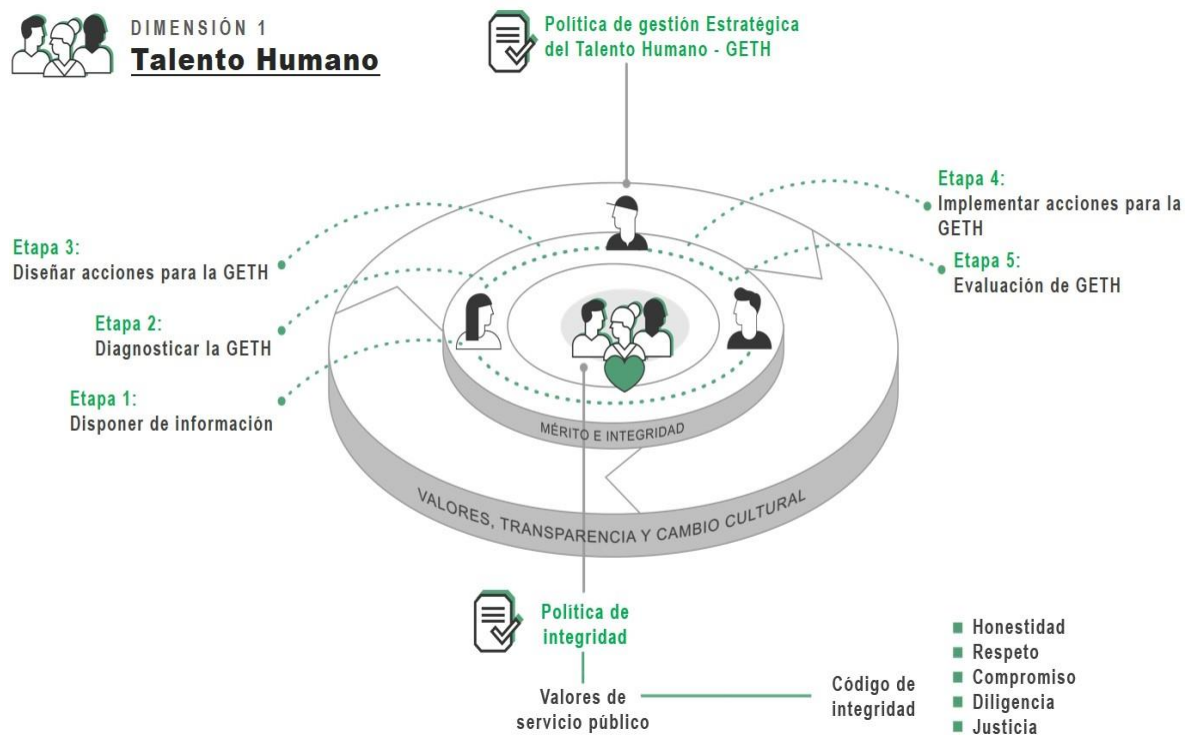 DIMENSIÓN 1
Talento Humano
Política de gestión Estratégica
del Talento Humano - GETH
Etapa 3:
Diseñar acciones para la GETH
Etapa 2:
Diagnosticar la GETH
Etapa 1:
Disponer de información
Etapa 4:
Implementar acciones para la
GETH
Etapa 5:
Evaluación de GETH
MÉRITO E INTEGRIDAD
VALORES, TRANSPARENCIA Y CAMBIO CULTURAL
Política de
integridad
Valores de
servicio público
Código de
integridad
Honestidad
Respeto
Compromiso
Diligencia
Justicia